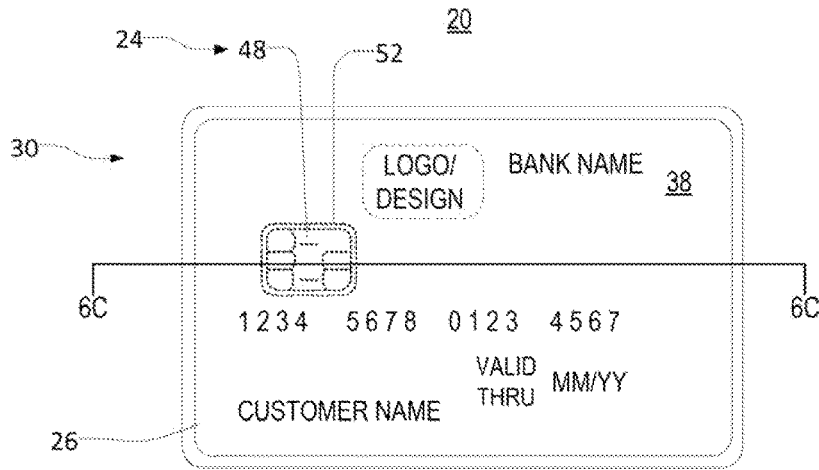 20
24 48 52
30
LOGO/
DESIGN
BANK NAME
38
6C 6C
1234 5678 0123 4567
VALID
THRU
MM/YY
CUSTOMER NAME
26